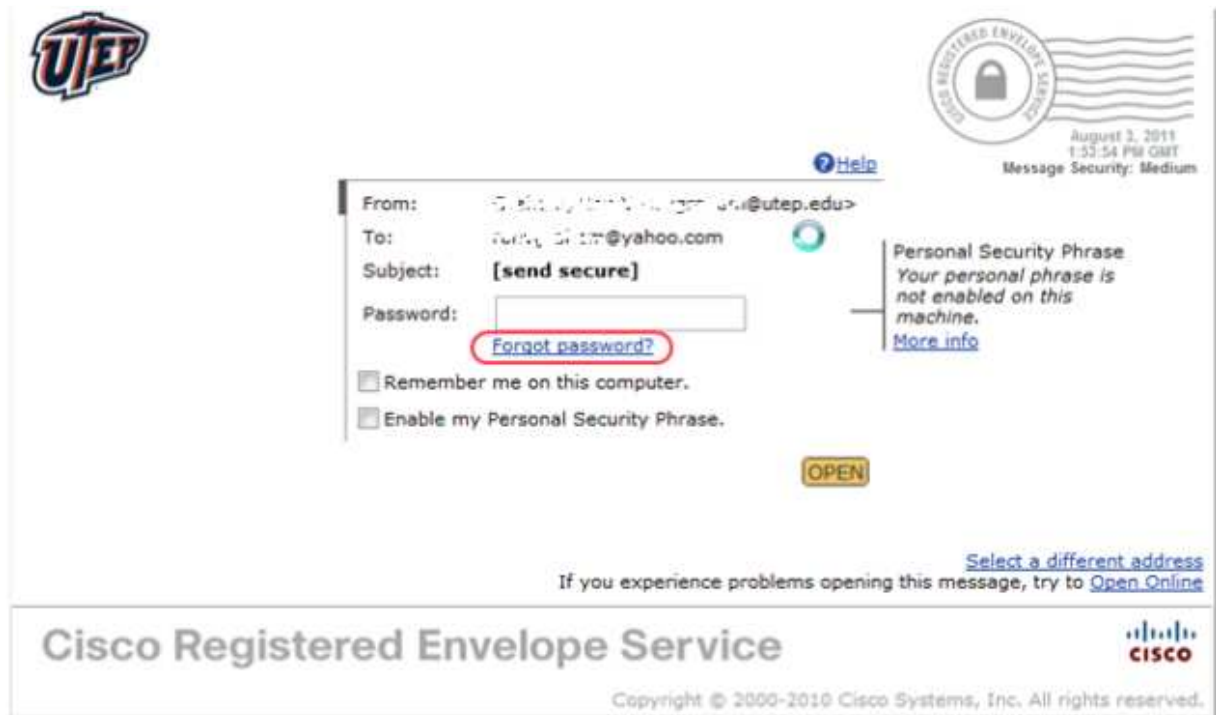 UTEP
CISCO REGISTERED ENVELOPE SERVICE
August 3, 2011
1:53:54 PM GMT
Message Security: Medium
Help
From: @utep.edu>
To: @yahoo.com
Subject: [send secure]
Password:
Forgot password?
Remember me on this computer.
Enable my Personal Security Phrase.
Personal Security Phrase
Your personal phrase is
not enabled on this
machine.
More info
OPEN
Select a different address
If you experience problems opening this message, try to Open Online
Cisco Registered Envelope Service
CISCO
Copyright © 2000-2010 Cisco Systems, Inc. All rights reserved.